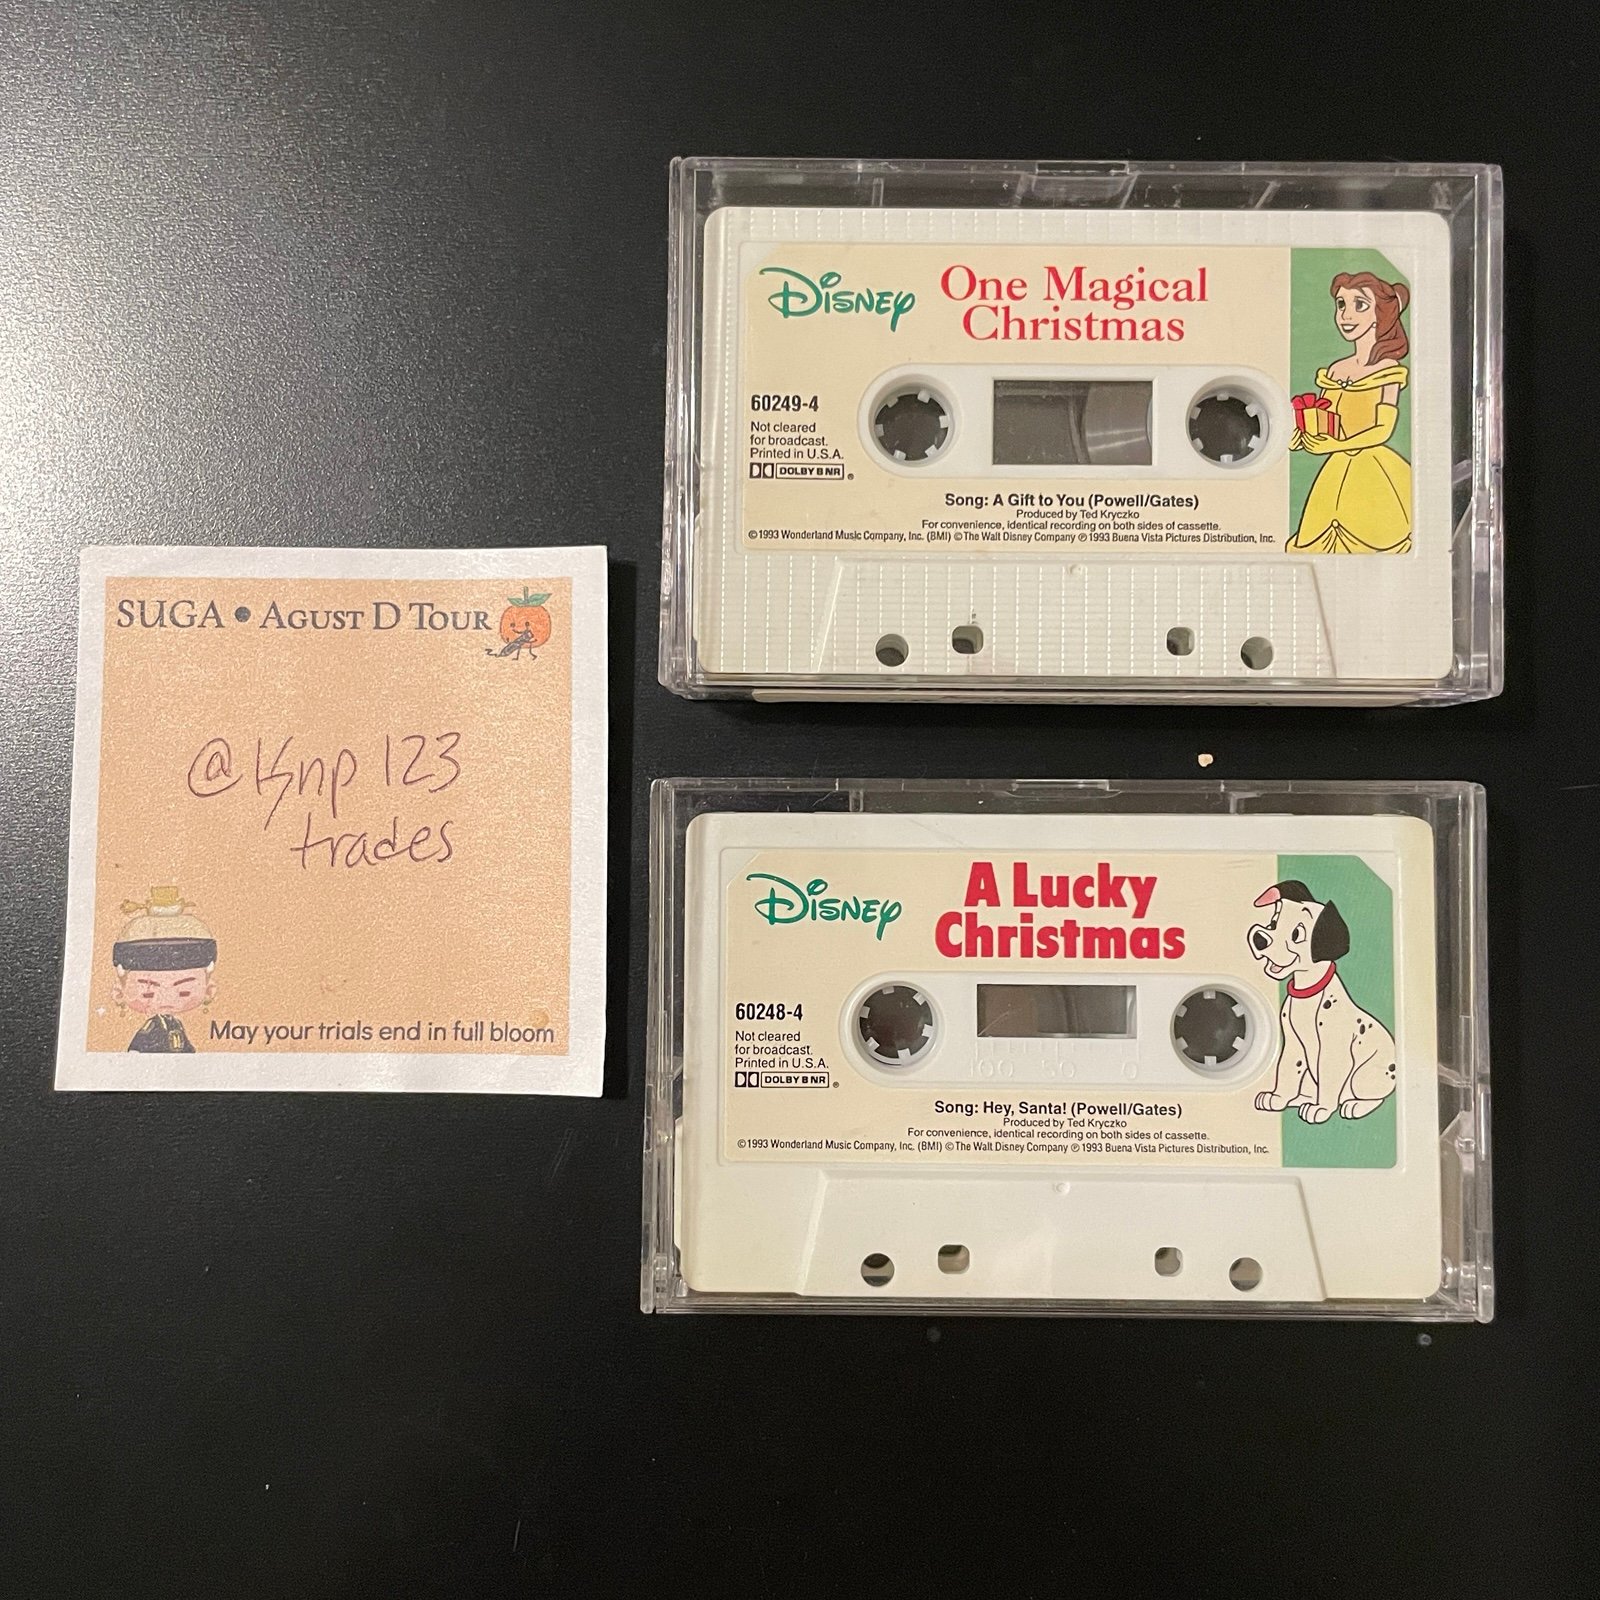 SUGA • AGUST D TOUR
@Knp 123
trades
May your trials end in full bloom
Disney
One Magical
Christmas
60249-4
Not cleared
for broadcast.
Printed in U.S.A.
DOLBY B NR ®
Song: A Gift to You (Powell/Gates)
Produced by Ted Kryczko
For convenience, identical recording on both sides of cassette.
©1993 Wonderland Music Company, Inc. (BMI) ©The Walt Disney Company ℗1993 Buena Vista Pictures Distribution, Inc.
Disney
A Lucky
Christmas
60248-4
Not cleared
for broadcast.
Printed in U.S.A.
DOLBY B NR ®
100 50 0
Song: Hey, Santa! (Powell/Gates)
Produced by Ted Kryczko
For convenience, identical recording on both sides of cassette.
©1993 Wonderland Music Company, Inc. (BMI) ©The Walt Disney Company ℗1993 Buena Vista Pictures Distribution, Inc.